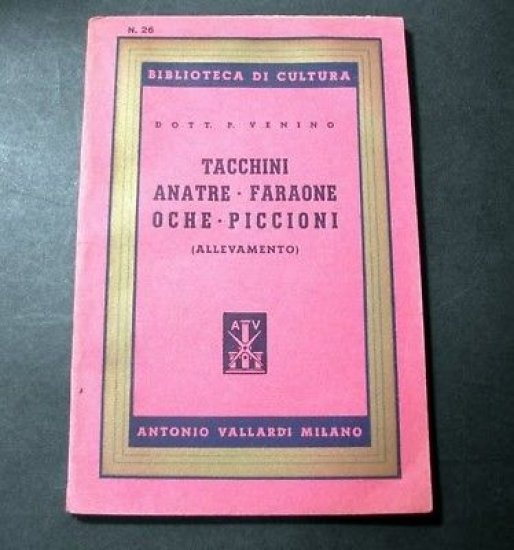 N. 26
BIBLIOTECA DI CULTURA
DOTT. P. VENINO
TACCHINI
ANATRE · FARAONE
OCHE · PICCIONI
(ALLEVAMENTO)
A V
ANTONIO VALLARDI MILANO